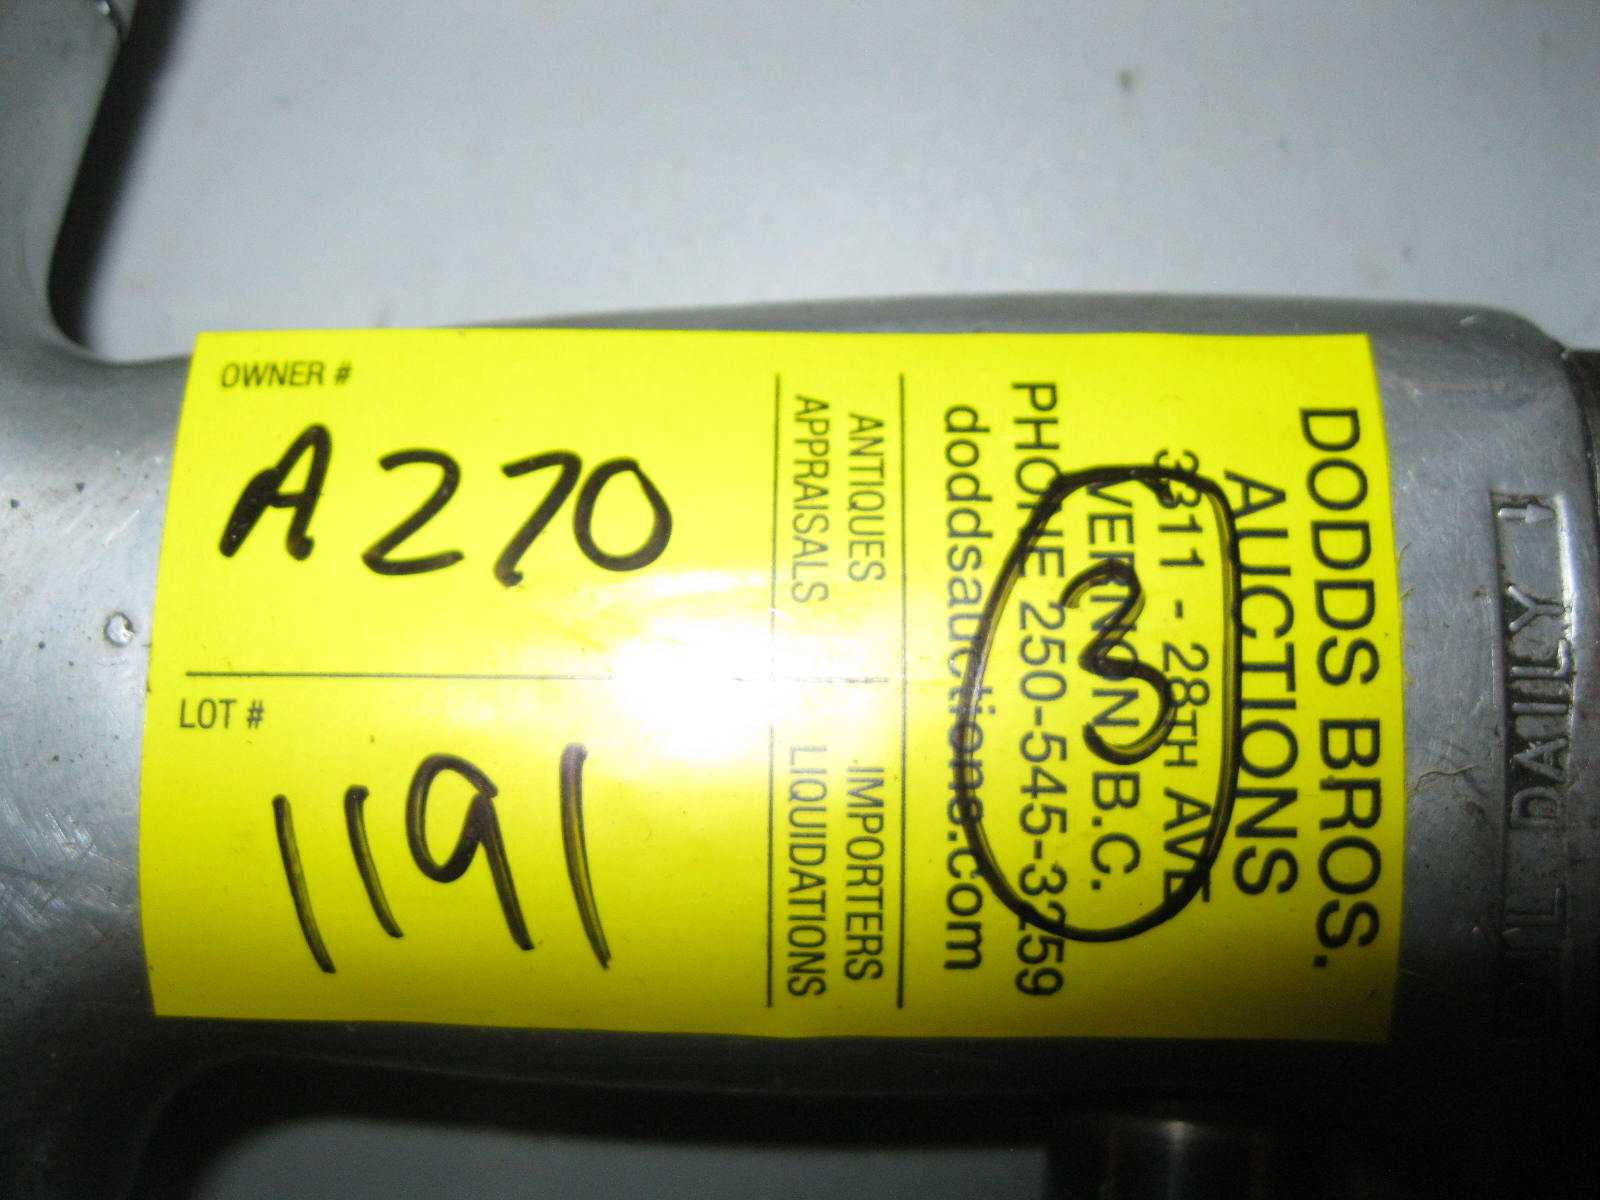 DODDS BROS.
AUCTIONS
3311 - 28TH AVE
VERNON B.C.
PHONE 250-545-3259
doddsauctions.com
S
ANTIQUES
APPRAISALS
IMPORTERS
LIQUIDATIONS
OWNER #
A270
LOT #
1191
OIL DAILY